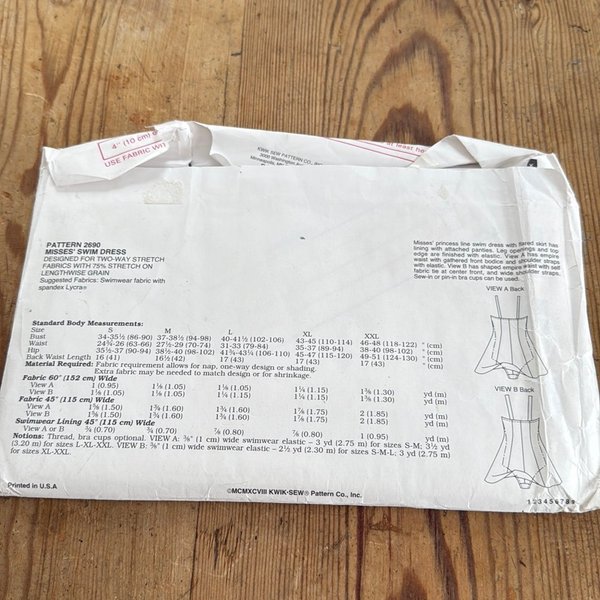 4" (10 cm)
USE FABRIC WI
KWIK SEW PATTERN CO.,
3000 Washington
Minneapolis,
in least
PATTERN 2690
MISSES' SWIM DRESS
DESIGNED FOR TWO-WAY STRETCH
FABRICS WITH 75% STRETCH ON
LENGTHWISE GRAIN
Suggested Fabrics: Swimwear fabric with
spandex Lycra®
Misses' princess line swim dress with flared skirt has
lining with attached panties. Leg openings and top
edge are finished with elastic. View A has empire
waist with gathered front bodice and shoulder straps
with elastic. View B has shaped empire waist with self
fabric tie at center front, and wide shoulder straps.
Sew-in or pin-in bra cups can be used.
VIEW A Back
Standard Body Measurements:
Size S M L XL XXL
Bust 34-35½ (86-90) 37-38½ (94-98) 40-41½ (102-106) 43-45 (110-114) 46-48 (118-122) " (cm)
Waist 24¾-26 (63-66) 27½-29 (70-74) 31-33 (79-84) 35-37 (89-94) 38-40 (98-102) " (cm)
Hip 35½-37 (90-94) 38½-40 (98-102) 41¾-43¼ (106-110) 45-47 (115-120) 49-51 (124-130) " (cm)
Back Waist Length 16 (41) 16½ (42) 17 (43) 17 (43) 17 (43) " (cm)
Material Required: Fabric requirement allows for nap, one-way design or shading.
Extra fabric may be needed to match design or for shrinkage.
Fabric 60" (152 cm) Wide
View A 1 (0.95) 1⅛ (1.05) 1⅛ (1.05) 1¼ (1.15) 1⅜ (1.30) yd (m)
View B 1⅛ (1.05) 1⅛ (1.05) 1¼ (1.15) 1¼ (1.15) 1⅜ (1.30) yd (m)
Fabric 45" (115 cm) Wide
View A 1⅝ (1.50) 1¾ (1.60) 1¾ (1.60) 1⅞ (1.75) 2 (1.85) yd (m)
View B 1⅝ (1.50) 1¾ (1.60) 1¾ (1.60) 1⅞ (1.75) 2 (1.85) yd (m)
Swimwear Lining 45" (115 cm) Wide
View A or B ¾ (0.70) ¾ (0.70) ⅞ (0.80) ⅞ (0.80) 1 (0.95) yd (m)
Notions: Thread, bra cups optional. VIEW A: ⅜" (1 cm) wide swimwear elastic – 3 yd (2.75 m) for sizes S-M; 3½ yd
(3.20 m) for sizes L-XL-XXL. VIEW B: ⅜" (1 cm) wide swimwear elastic – 2½ yd (2.30 m) for sizes S-M-L; 3 yd (2.75 m)
for sizes XL-XXL.
VIEW B Back
Printed in U.S.A
©MCMXCVIII KWIK-SEW® Pattern Co., Inc.
1 2 3 4 5 6 7 8 9